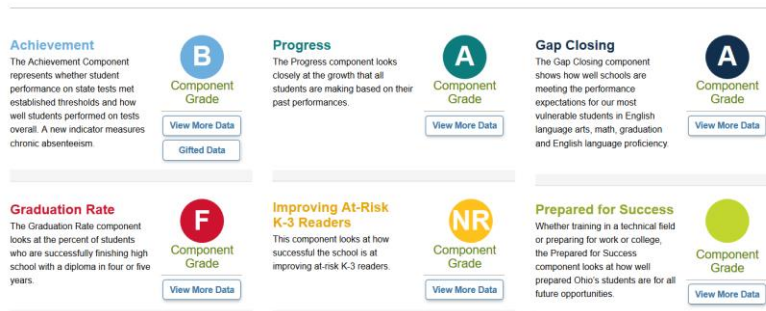 Achievement
The Achievement Component
represents whether student
performance on state tests met
established thresholds and how
well students performed on tests
overall. A new indicator measures
chronic absenteeism.
B
Component
Grade
View More Data
Gifted Data
Progress
The Progress component looks
closely at the growth that all
students are making based on their
past performances.
A
Component
Grade
View More Data
Gap Closing
The Gap Closing component
shows how well schools are
meeting the performance
expectations for our most
vulnerable students in English
language arts, math, graduation
and English language proficiency.
A
Component
Grade
View More Data
Graduation Rate
The Graduation Rate component
looks at the percent of students
who are successfully finishing high
school with a diploma in four or five
years.
F
Component
Grade
View More Data
Improving At-Risk
K-3 Readers
This component looks at how
successful the school is at
improving at-risk K-3 readers.
NR
Component
Grade
View More Data
Prepared for Success
Whether training in a technical field
or preparing for work or college,
the Prepared for Success
component looks at how well
prepared Ohio's students are for all
future opportunities.
Component
Grade
View More Data